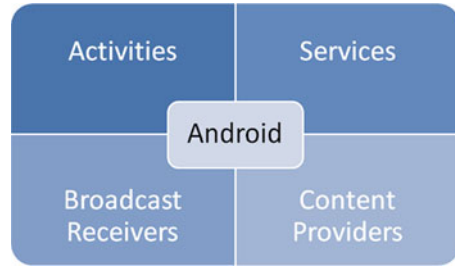 Activities
Services
Android
Broadcast
Receivers
Content
Providers